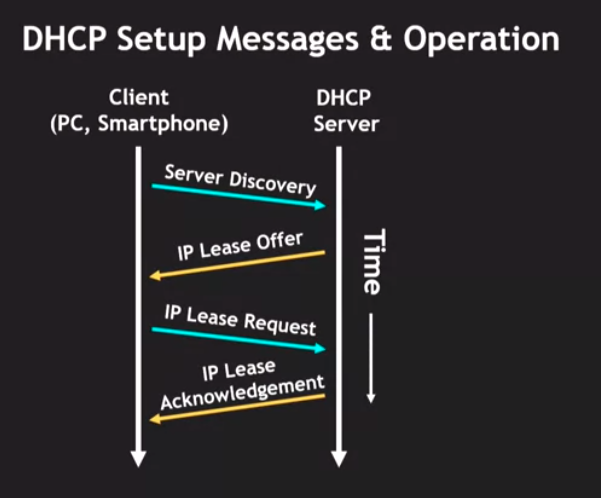 DHCP Setup Messages & Operation
Client
(PC, Smartphone)
DHCP
Server
Server Discovery
IP Lease Offer
Time
IP Lease Request
IP Lease
Acknowledgement